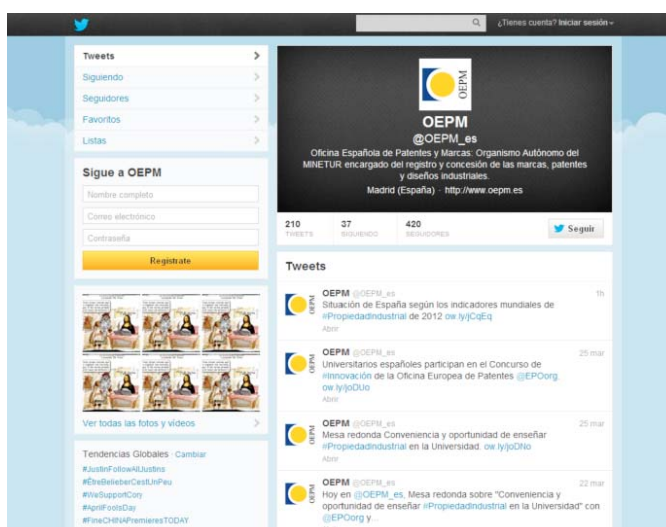 ¿Tienes cuenta? Iniciar sesión
Tweets
Siguiendo
Seguidores
Favoritos
Listas
Sigue a OEPM
Nombre completo
Correo electrónico
Contraseña
Regístrate
Ver todas las fotos y vídeos
Tendencias Globales · Cambiar
#JustinFollowAllJustins
#ÊtreBelieberCestUnPeu
#WeSupportCory
#AprilFoolsDay
#FineCHINAPremieresTODAY
OEPM
OEPM
@OEPM_es
Oficina Española de Patentes y Marcas: Organismo Autónomo del
MINETUR encargado del registro y concesión de las marcas, patentes
y diseños industriales.
Madrid (España) · http://www.oepm.es
210 37 420
TWEETS SIGUIENDO SEGUIDORES
Seguir
Tweets
OEPM
OEPM @OEPM_es 1h
Situación de España según los indicadores mundiales de
#PropiedadIndustrial de 2012 ow.ly/jCqEq
Abrir
OEPM
OEPM @OEPM_es 25 mar
Universitarios españoles participan en el Concurso de
#Innovación de la Oficina Europea de Patentes @EPOorg
ow.ly/joDUo
Abrir
OEPM
OEPM @OEPM_es 25 mar
Mesa redonda Conveniencia y oportunidad de enseñar
#PropiedadIndustrial en la Universidad. ow.ly/joDNo
Abrir
OEPM
OEPM @OEPM_es 22 mar
Hoy en @OEPM_es, Mesa redonda sobre "Conveniencia y
oportunidad de enseñar #PropiedadIndustrial en la Universidad" con
@EPOorg y...